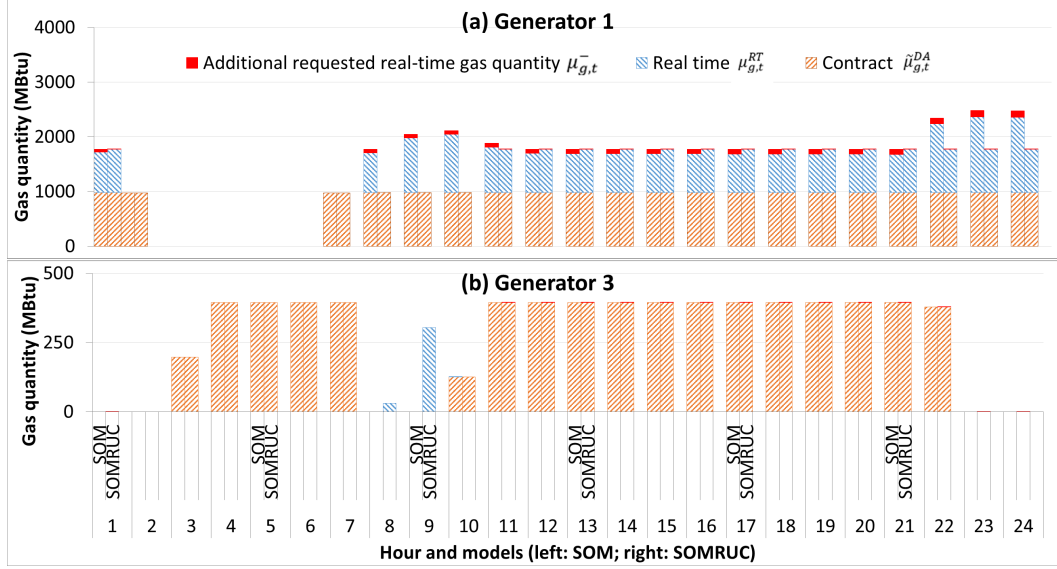 (a) Generator 1
Gas quantity (MBtu)
4000
3000
2000
1000
0
Additional requested real-time gas quantity μ⁻g,t
Real time μᴿᵀg,t
Contract μ̃ᴰᴬg,t
(b) Generator 3
Gas quantity (MBtu)
500
250
0
SOM SOMRUC SOM SOMRUC SOM SOMRUC SOM SOMRUC SOM SOMRUC SOM SOMRUC
1 2 3 4 5 6 7 8 9 10 11 12 13 14 15 16 17 18 19 20 21 22 23 24
Hour and models (left: SOM; right: SOMRUC)